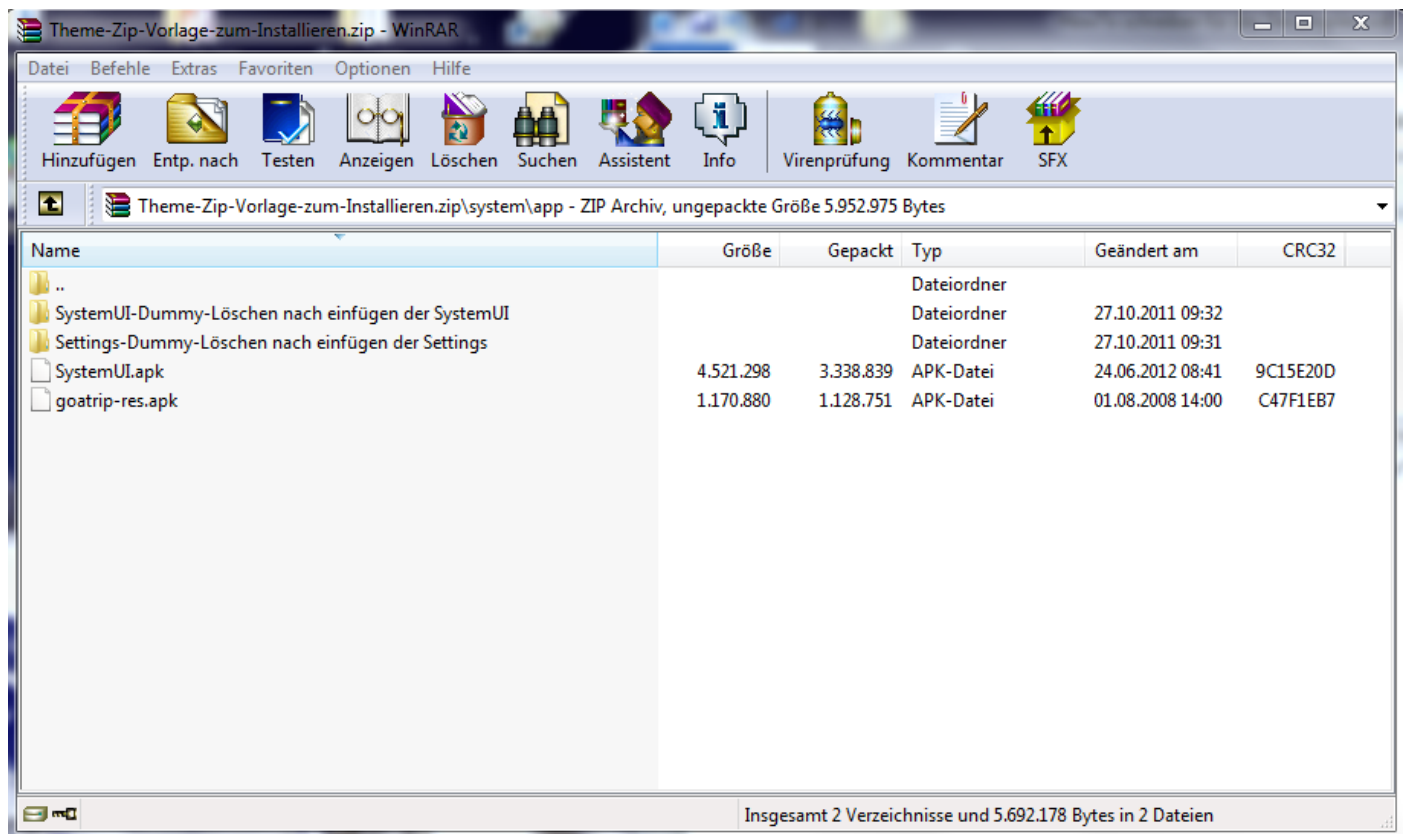 Theme-Zip-Vorlage-zum-Installieren.zip - WinRAR
Datei Befehle Extras Favoriten Optionen Hilfe
Hinzufügen Entp. nach Testen Anzeigen Löschen Suchen Assistent Info Virenprüfung Kommentar SFX
Theme-Zip-Vorlage-zum-Installieren.zip\system\app - ZIP Archiv, ungepackte Größe 5.952.975 Bytes
Name Größe Gepackt Typ Geändert am CRC32
.. Dateiordner
SystemUI-Dummy-Löschen nach einfügen der SystemUI Dateiordner 27.10.2011 09:32
Settings-Dummy-Löschen nach einfügen der Settings Dateiordner 27.10.2011 09:31
SystemUI.apk 4.521.298 3.338.839 APK-Datei 24.06.2012 08:41 9C15E20D
goatrip-res.apk 1.170.880 1.128.751 APK-Datei 01.08.2008 14:00 C47F1EB7
Insgesamt 2 Verzeichnisse und 5.692.178 Bytes in 2 Dateien